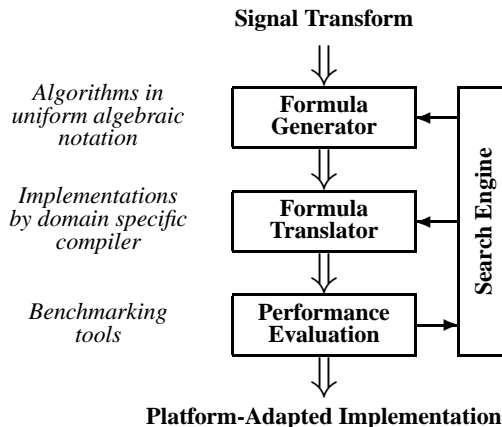 Signal Transform
Algorithms in
uniform algebraic
notation
Formula
Generator
Implementations
by domain specific
compiler
Formula
Translator
Search Engine
Benchmarking
tools
Performance
Evaluation
Platform-Adapted Implementation